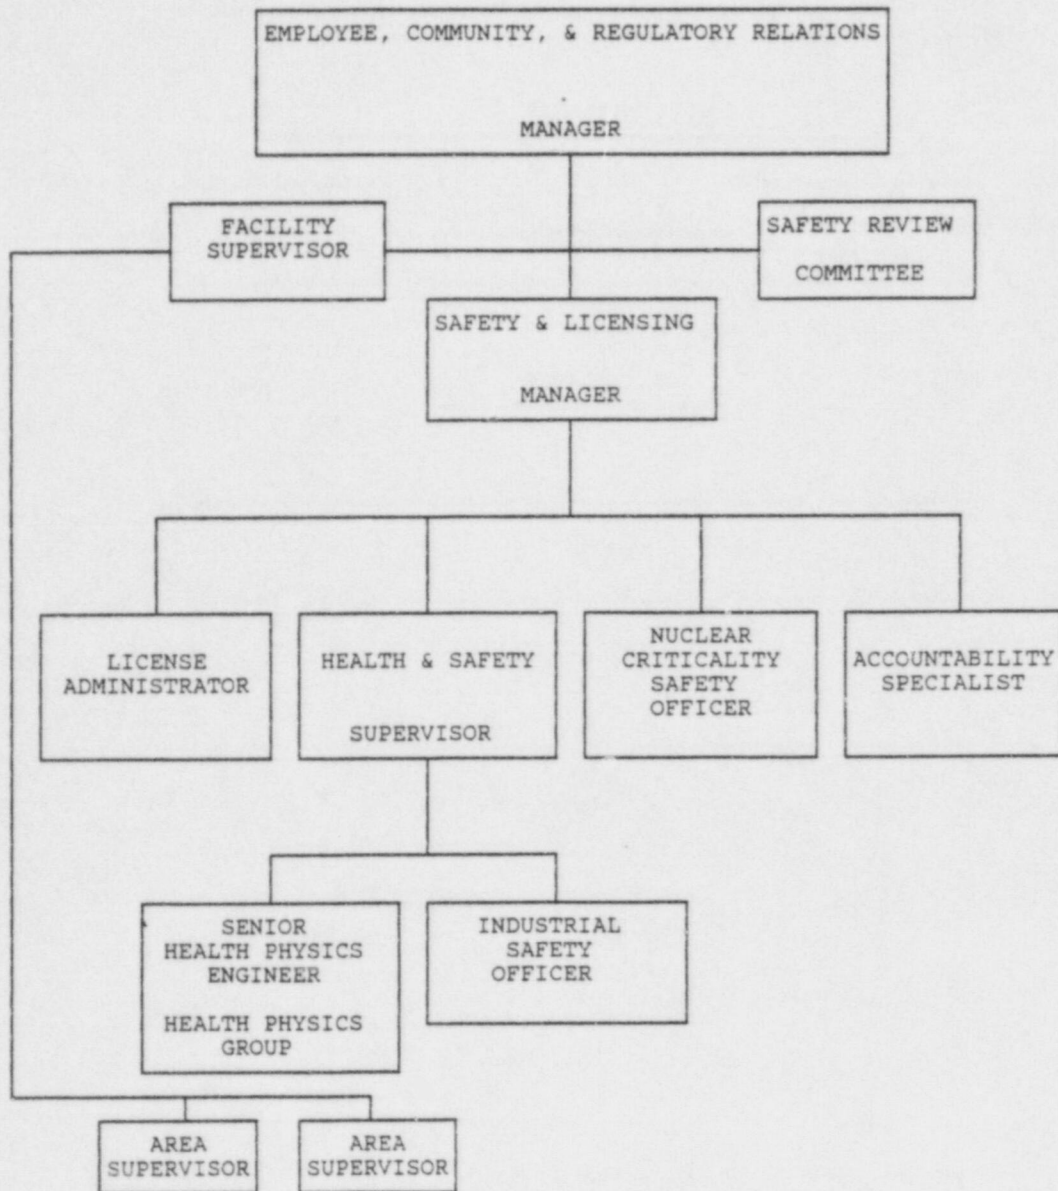 EMPLOYEE, COMMUNITY, & REGULATORY RELATIONS
MANAGER
FACILITY
SUPERVISOR
SAFETY REVIEW
COMMITTEE
SAFETY & LICENSING
MANAGER
LICENSE
ADMINISTRATOR
HEALTH & SAFETY
SUPERVISOR
NUCLEAR
CRITICALITY
SAFETY
OFFICER
ACCOUNTABILITY
SPECIALIST
SENIOR
HEALTH PHYSICS
ENGINEER
HEALTH PHYSICS
GROUP
INDUSTRIAL
SAFETY
OFFICER
AREA
SUPERVISOR
AREA
SUPERVISOR